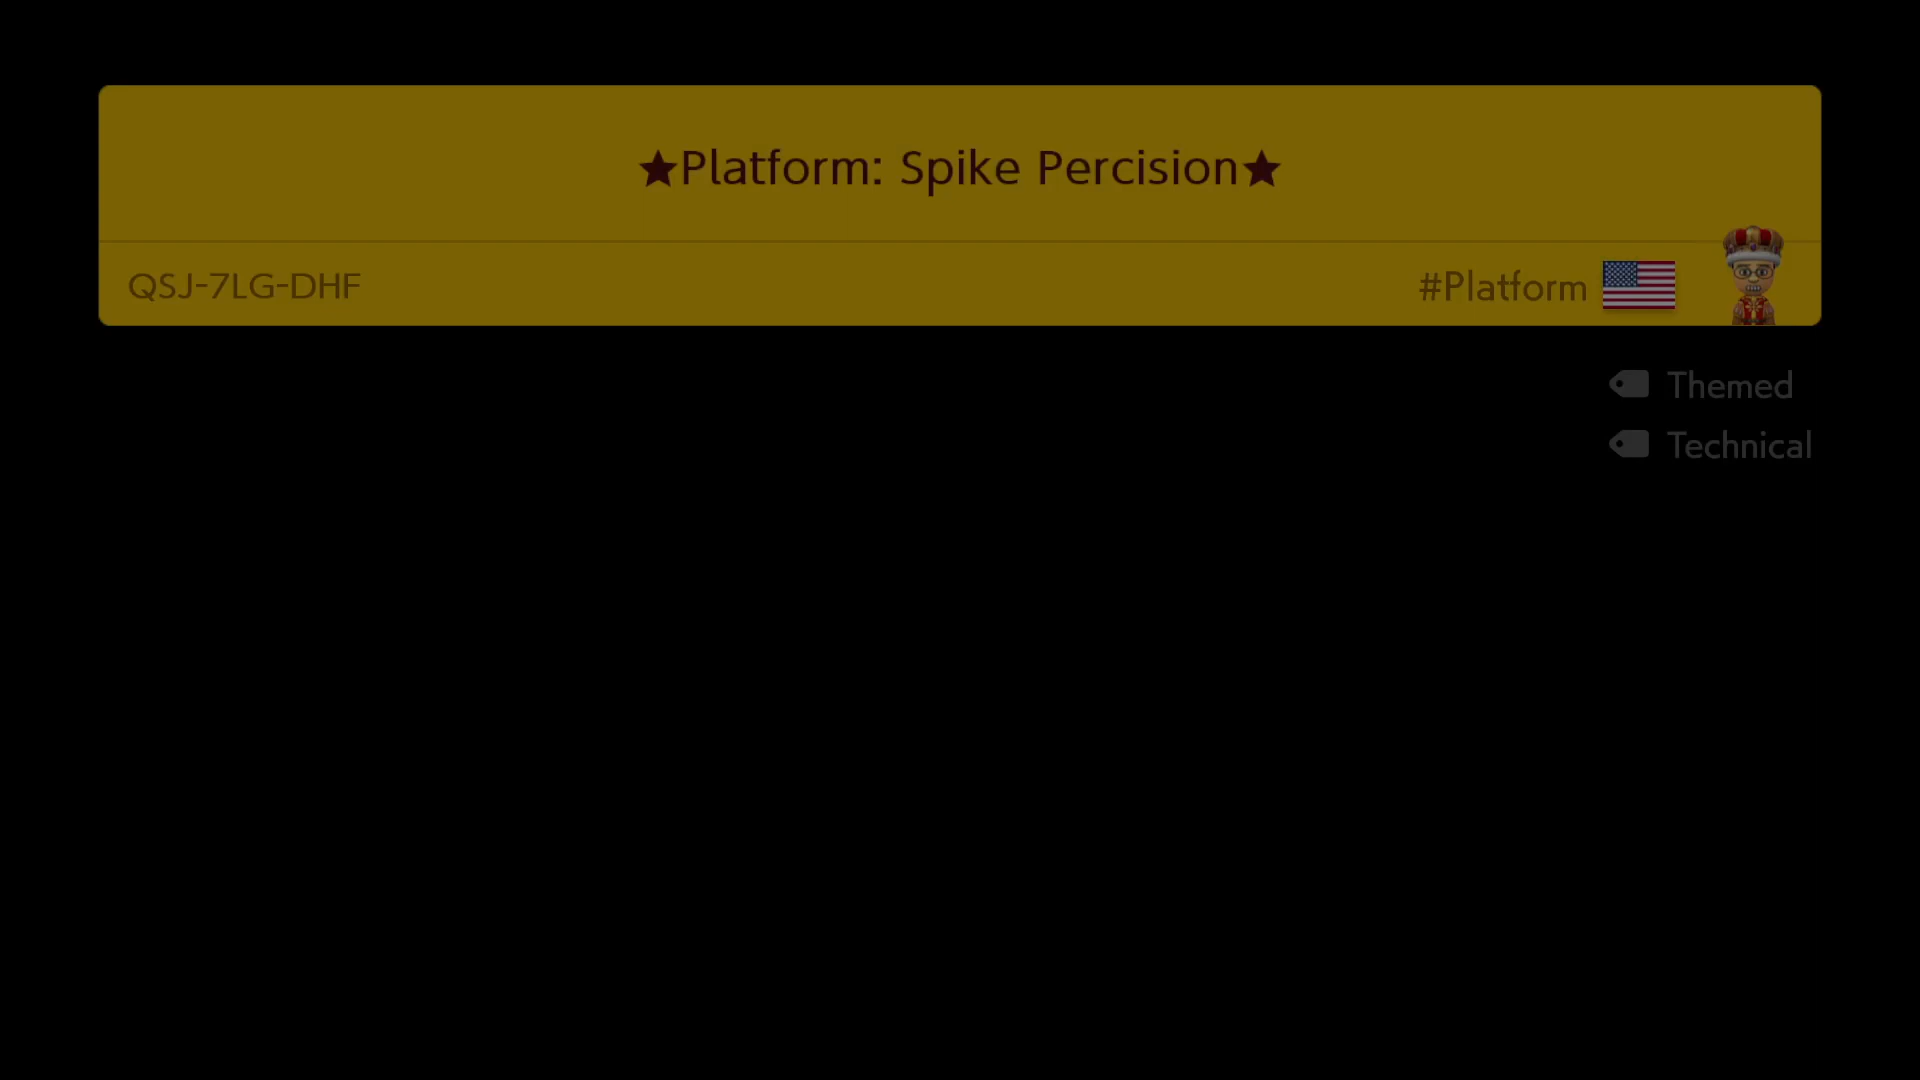 ★Platform: Spike Percision★
QSJ-7LG-DHF
#Platform
Themed
Technical